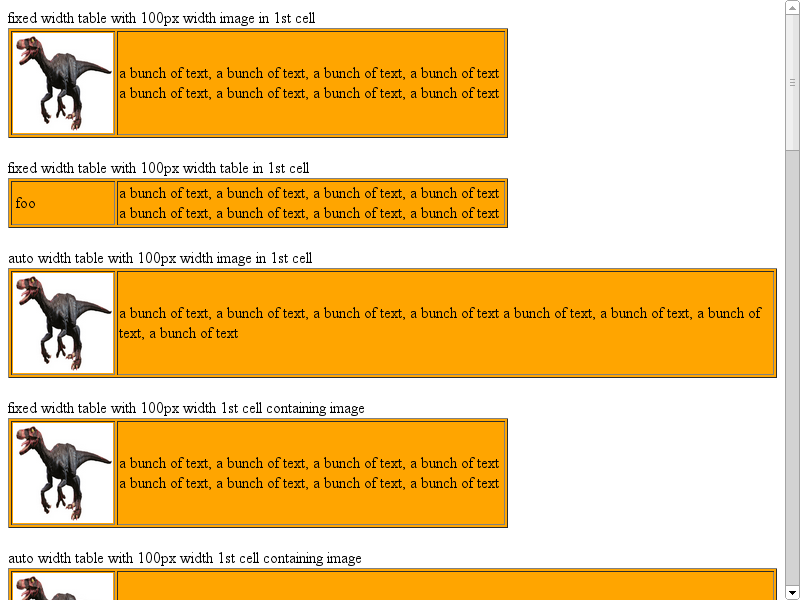 fixed width table with 100px width image in 1st cell
a bunch of text, a bunch of text, a bunch of text, a bunch of text
a bunch of text, a bunch of text, a bunch of text, a bunch of text
fixed width table with 100px width table in 1st cell
foo
a bunch of text, a bunch of text, a bunch of text, a bunch of text
a bunch of text, a bunch of text, a bunch of text, a bunch of text
auto width table with 100px width image in 1st cell
a bunch of text, a bunch of text, a bunch of text, a bunch of text a bunch of text, a bunch of text, a bunch of
text, a bunch of text
fixed width table with 100px width 1st cell containing image
a bunch of text, a bunch of text, a bunch of text, a bunch of text
a bunch of text, a bunch of text, a bunch of text, a bunch of text
auto width table with 100px width 1st cell containing image